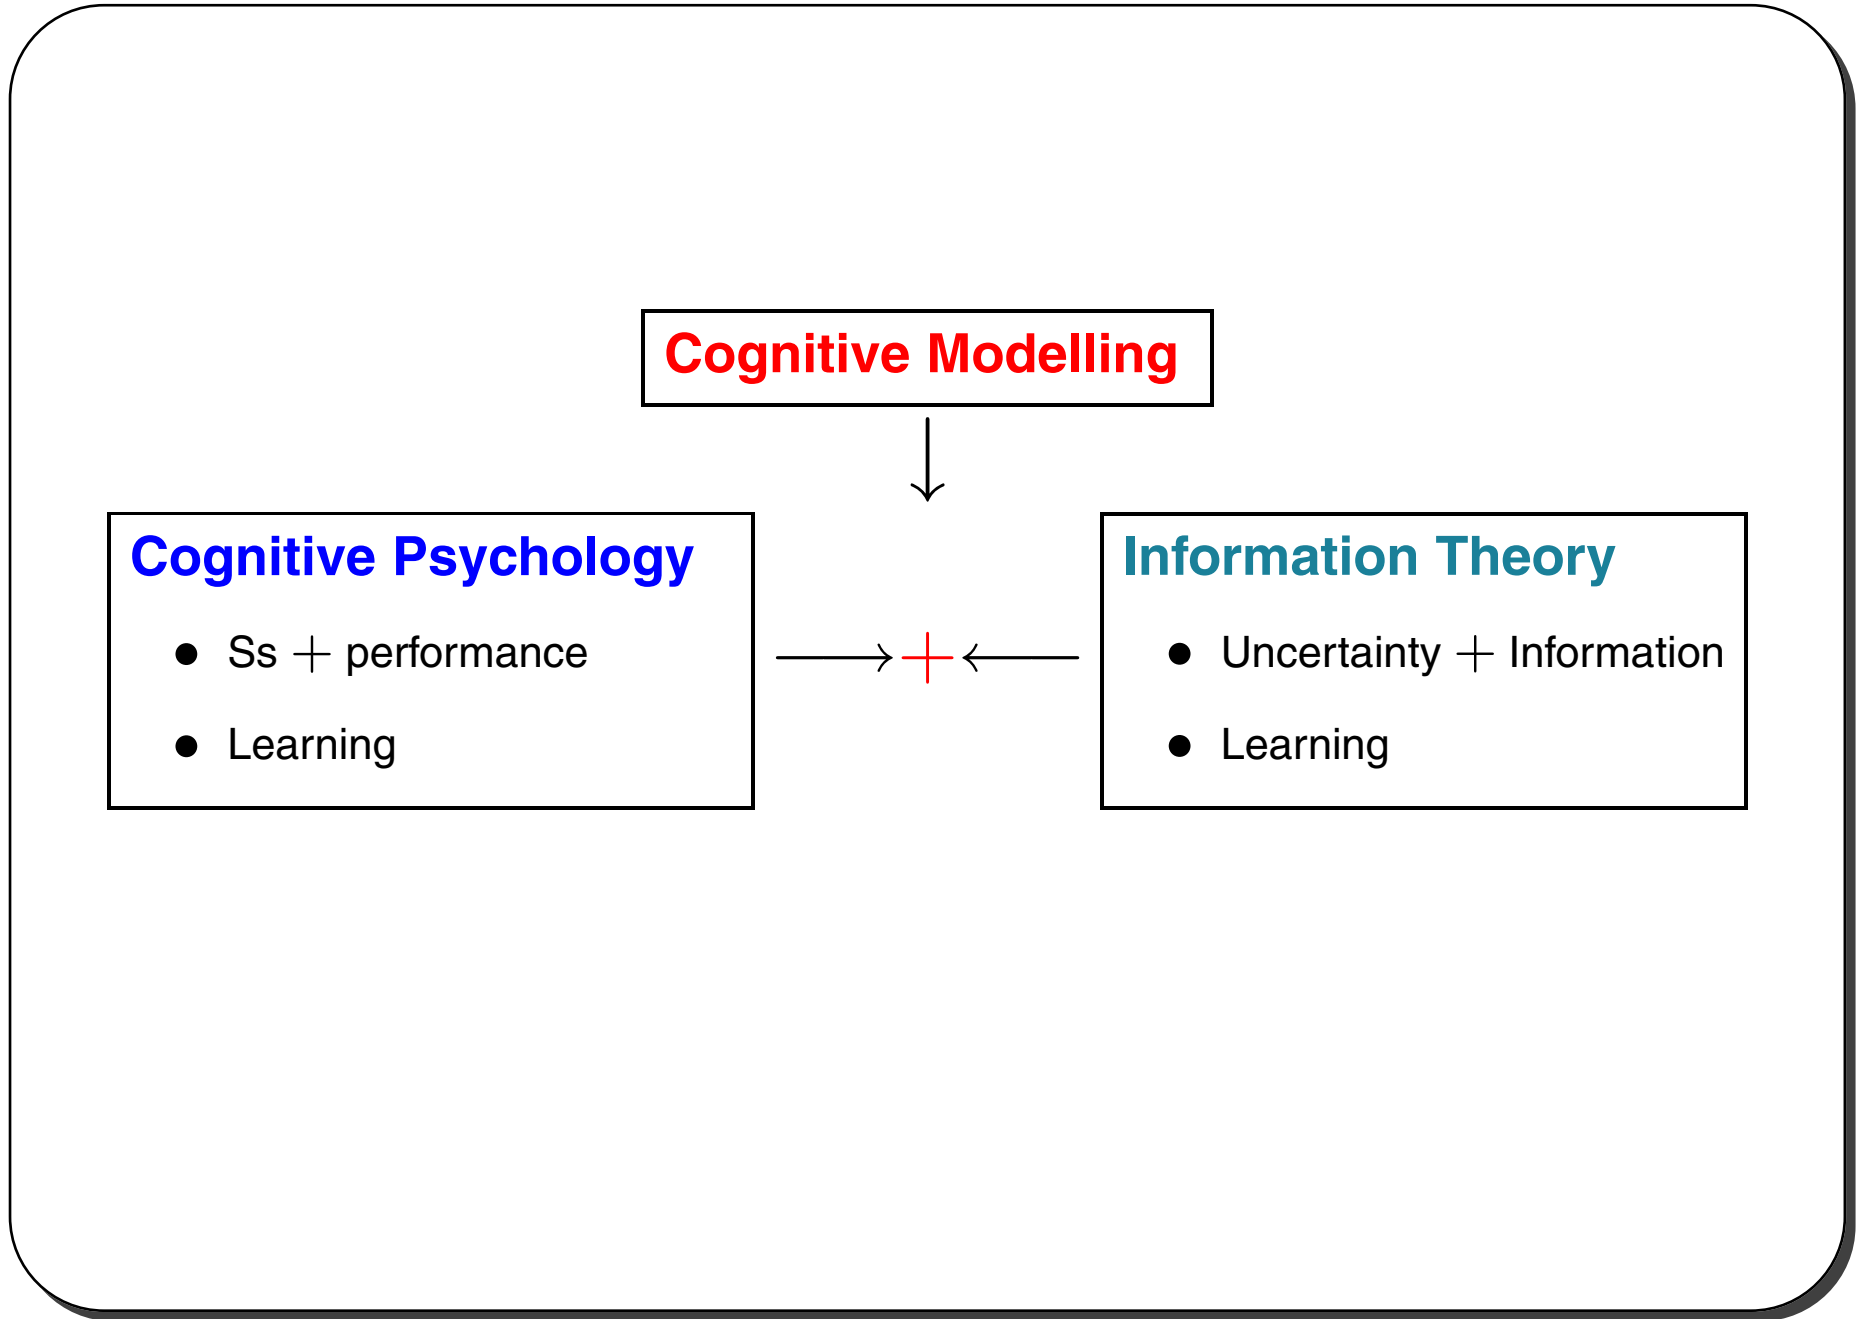 Cognitive Modelling
Cognitive Psychology
• Ss + performance
• Learning
+
Information Theory
• Uncertainty + Information
• Learning